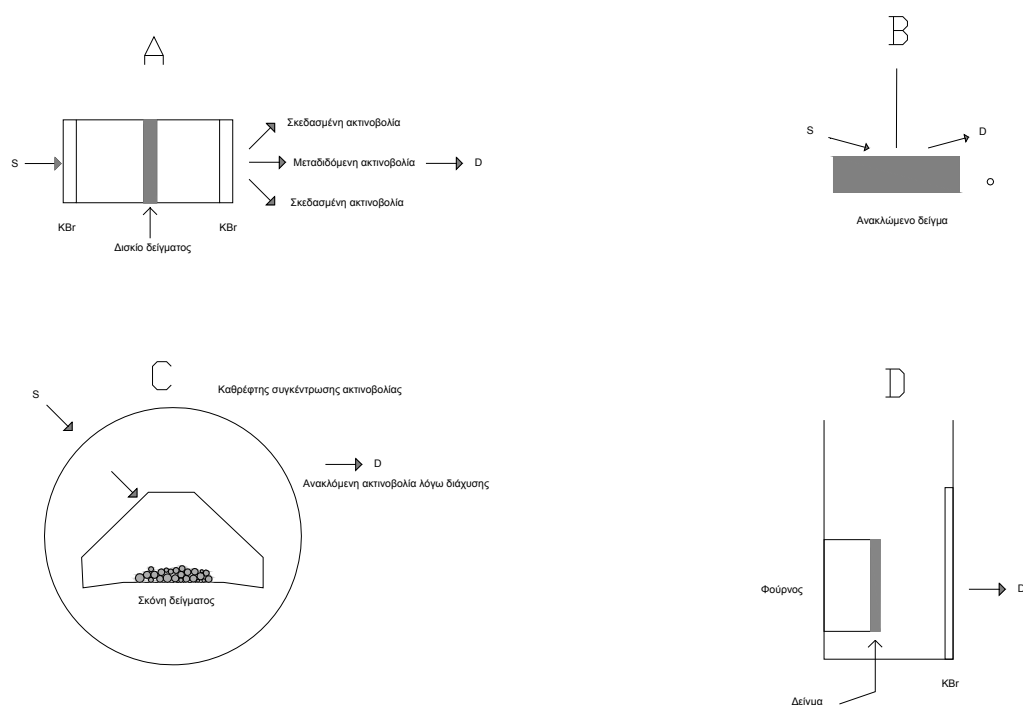 A
S
Σκεδασμένη ακτινοβολία
Μεταδιδόμενη ακτινοβολία
D
Σκεδασμένη ακτινοβολία
KBr
KBr
Δισκίο δείγματος
B
S
D
Ανακλώμενο δείγμα
C
S
Καθρέφτης συγκέντρωσης ακτινοβολίας
D
Ανακλόμενη ακτινοβολία λόγω διάχυσης
Σκόνη δείγματος
D
Φούρνος
D
KBr
Δείγμα